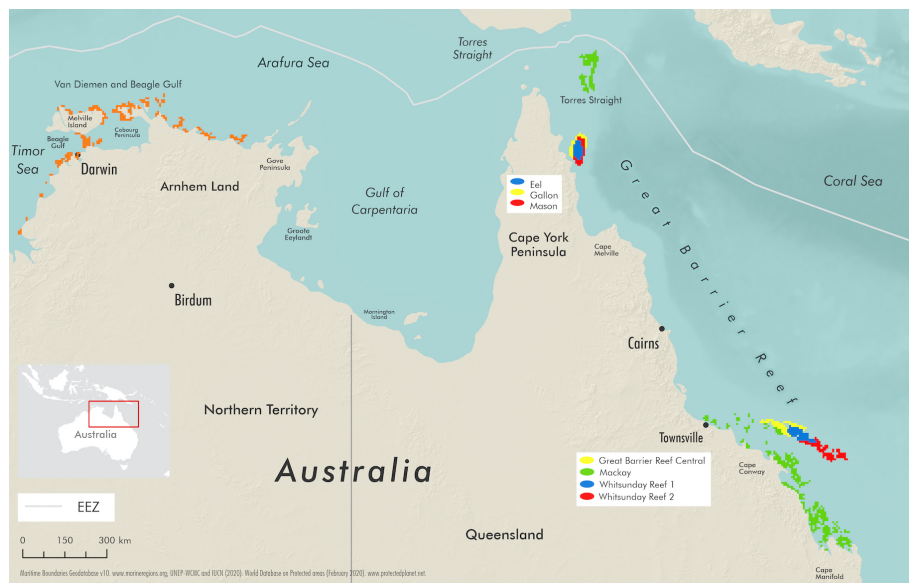 Torres
Straight
Arafura Sea
Van Diemen and Beagle Gulf
Torres Straight
Melville
Island
Cobourg
Peninsula
Beagle
Gulf
Timor
Sea
Darwin
Gove
Peninsula
Arnhem Land
Coral Sea
Great Barrier Reef
Eel
Gallon
Mason
Gulf of
Carpentaria
Groote
Eeylandt
Cape York
Peninsula
Cape
Melville
Birdum
Mornington
Island
Cairns
Northern Territory
Australia
Townsville
Australia
Great Barrier Reef Central
Mackay
Whitsunday Reef 1
Whitsunday Reef 2
Cape
Conway
EEZ
Queensland
0 150 300 km
Cape
Manifold
Maritime Boundaries Geodatabase v10. www.marineregions.org, UNEP-WCMC and IUCN (2020). World Database on Protected areas (February 2020). www.protectedplanet.net.